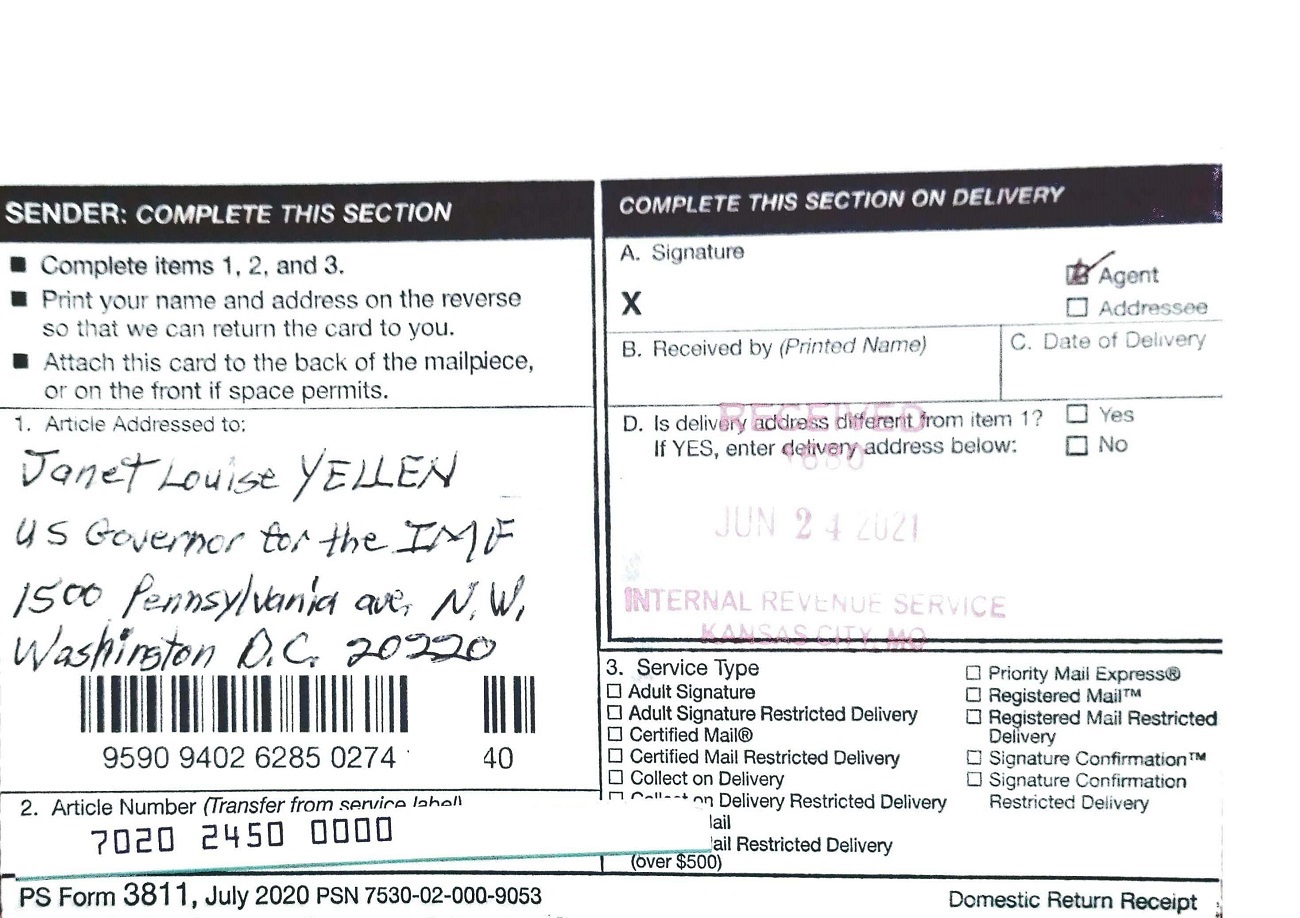 SENDER: COMPLETE THIS SECTION
■ Complete items 1, 2, and 3.
■ Print your name and address on the reverse
so that we can return the card to you.
■ Attach this card to the back of the mailpiece,
or on the front if space permits.
1. Article Addressed to:
Janet Louise YELLEN
US Governor for the IMF
1500 Pennsylvania ave, N.W.
Washington D.C. 20220
9590 9402 6285 0274 40
2. Article Number (Transfer from service label)
7020 2450 0000
COMPLETE THIS SECTION ON DELIVERY
A. Signature
X
Agent
Addressee
B. Received by (Printed Name)
C. Date of Delivery
D. Is delivery address different from item 1? Yes
If YES, enter delivery address below: No
RECEIVED
JUN 24 2021
INTERNAL REVENUE SERVICE
KANSAS CITY, MO
3. Service Type
Adult Signature
Adult Signature Restricted Delivery
Certified Mail®
Certified Mail Restricted Delivery
Collect on Delivery
Collect on Delivery Restricted Delivery
ail
ail Restricted Delivery
(over $500)
Priority Mail Express®
Registered Mail™
Registered Mail Restricted
Delivery
Signature Confirmation™
Signature Confirmation
Restricted Delivery
PS Form 3811, July 2020 PSN 7530-02-000-9053
Domestic Return Receipt